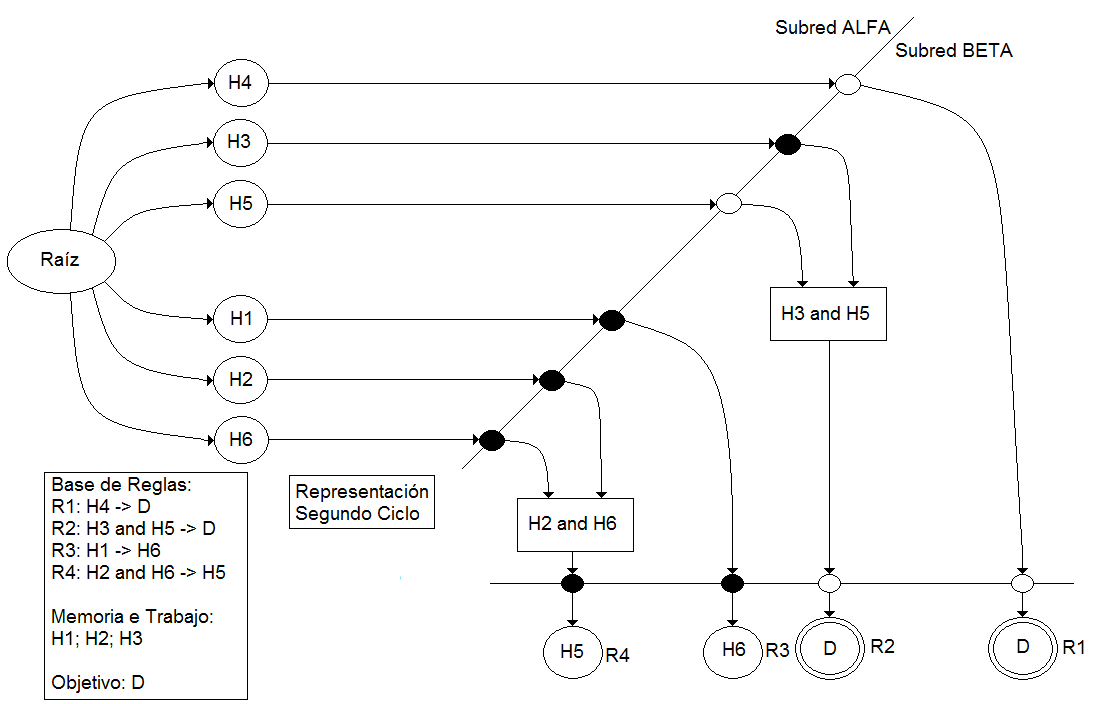 Subred ALFA
Subred BETA
H4
H3
H5
Raíz
H3 and H5
H1
H2
H6
Base de Reglas:
R1: H4 -> D
R2: H3 and H5 -> D
R3: H1 -> H6
R4: H2 and H6 -> H5
Memoria e Trabajo:
H1; H2; H3
Objetivo: D
Representación
Segundo Ciclo
H2 and H6
H5
R4
H6
R3
D
R2
D
R1